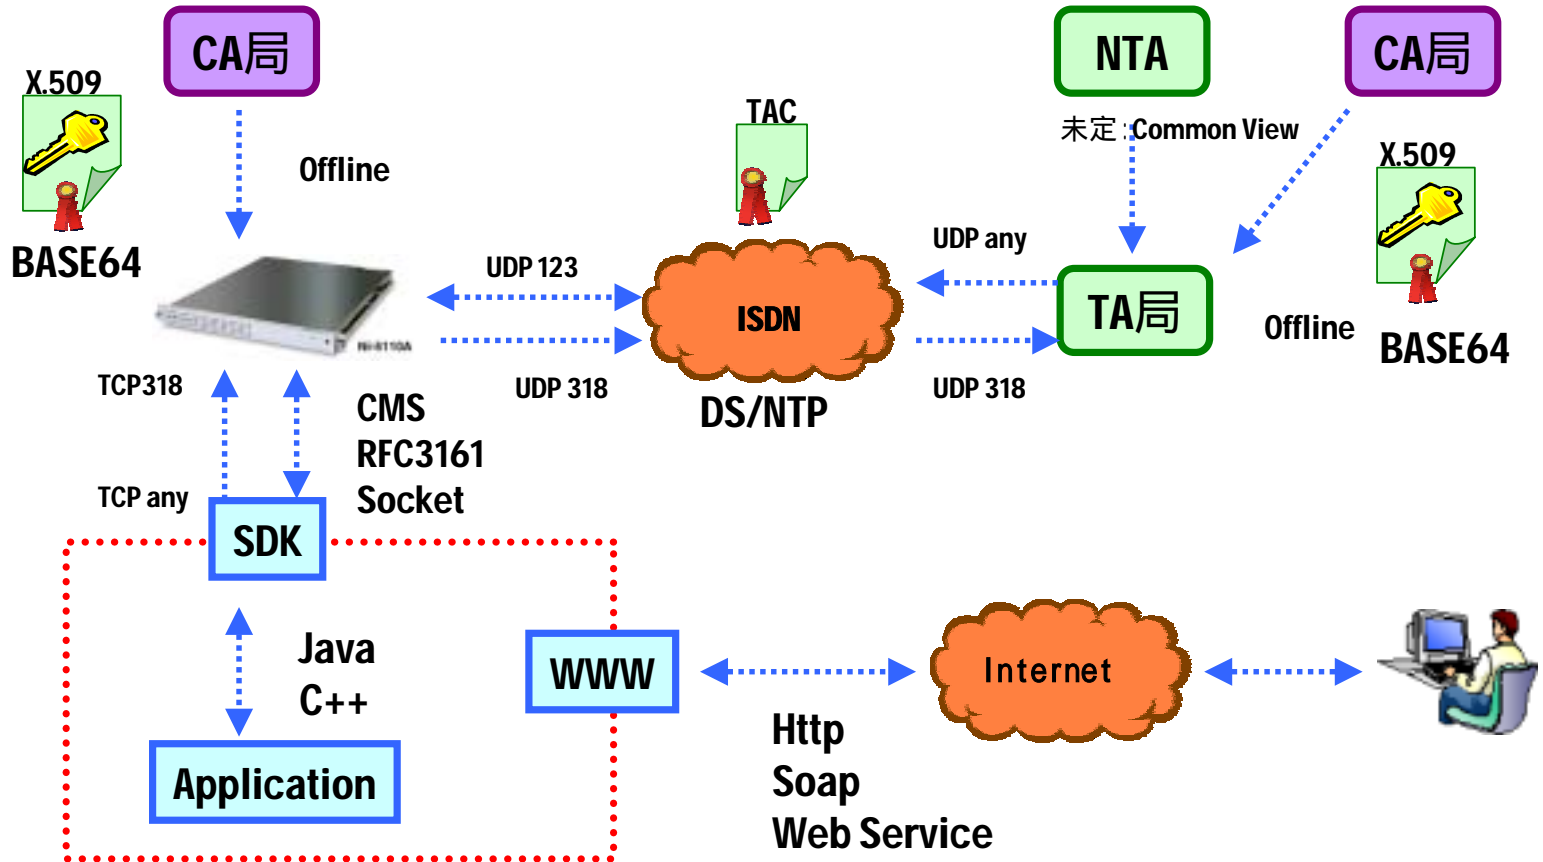 CA局
NTA
CA局
X.509
TAC
未定:Common View
X.509
Offline
BASE64
UDP any
UDP 123
ISDN
TA局
Offline
BASE64
TCP318
UDP 318
UDP 318
DS/NTP
CMS
RFC3161
Socket
TCP any
SDK
Java
C++
WWW
Internet
Application
Http
Soap
Web Service